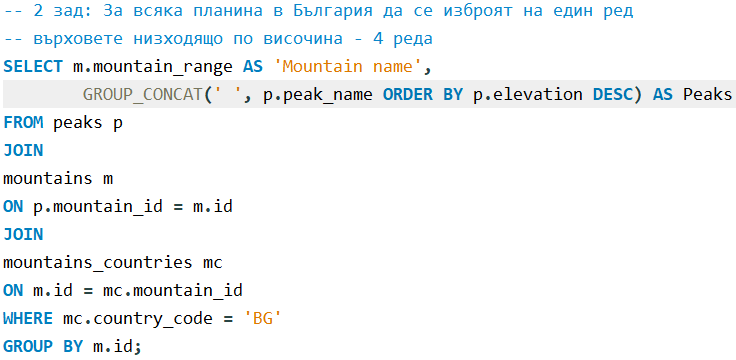 -- 2 зад: За всяка планина в България да се изброят на един ред
-- върховете низходящо по височина - 4 реда
SELECT m.mountain_range AS 'Mountain name',
GROUP_CONCAT(' ', p.peak_name ORDER BY p.elevation DESC) AS Peaks
FROM peaks p
JOIN
mountains m
ON p.mountain_id = m.id
JOIN
mountains_countries mc
ON m.id = mc.mountain_id
WHERE mc.country_code = 'BG'
GROUP BY m.id;